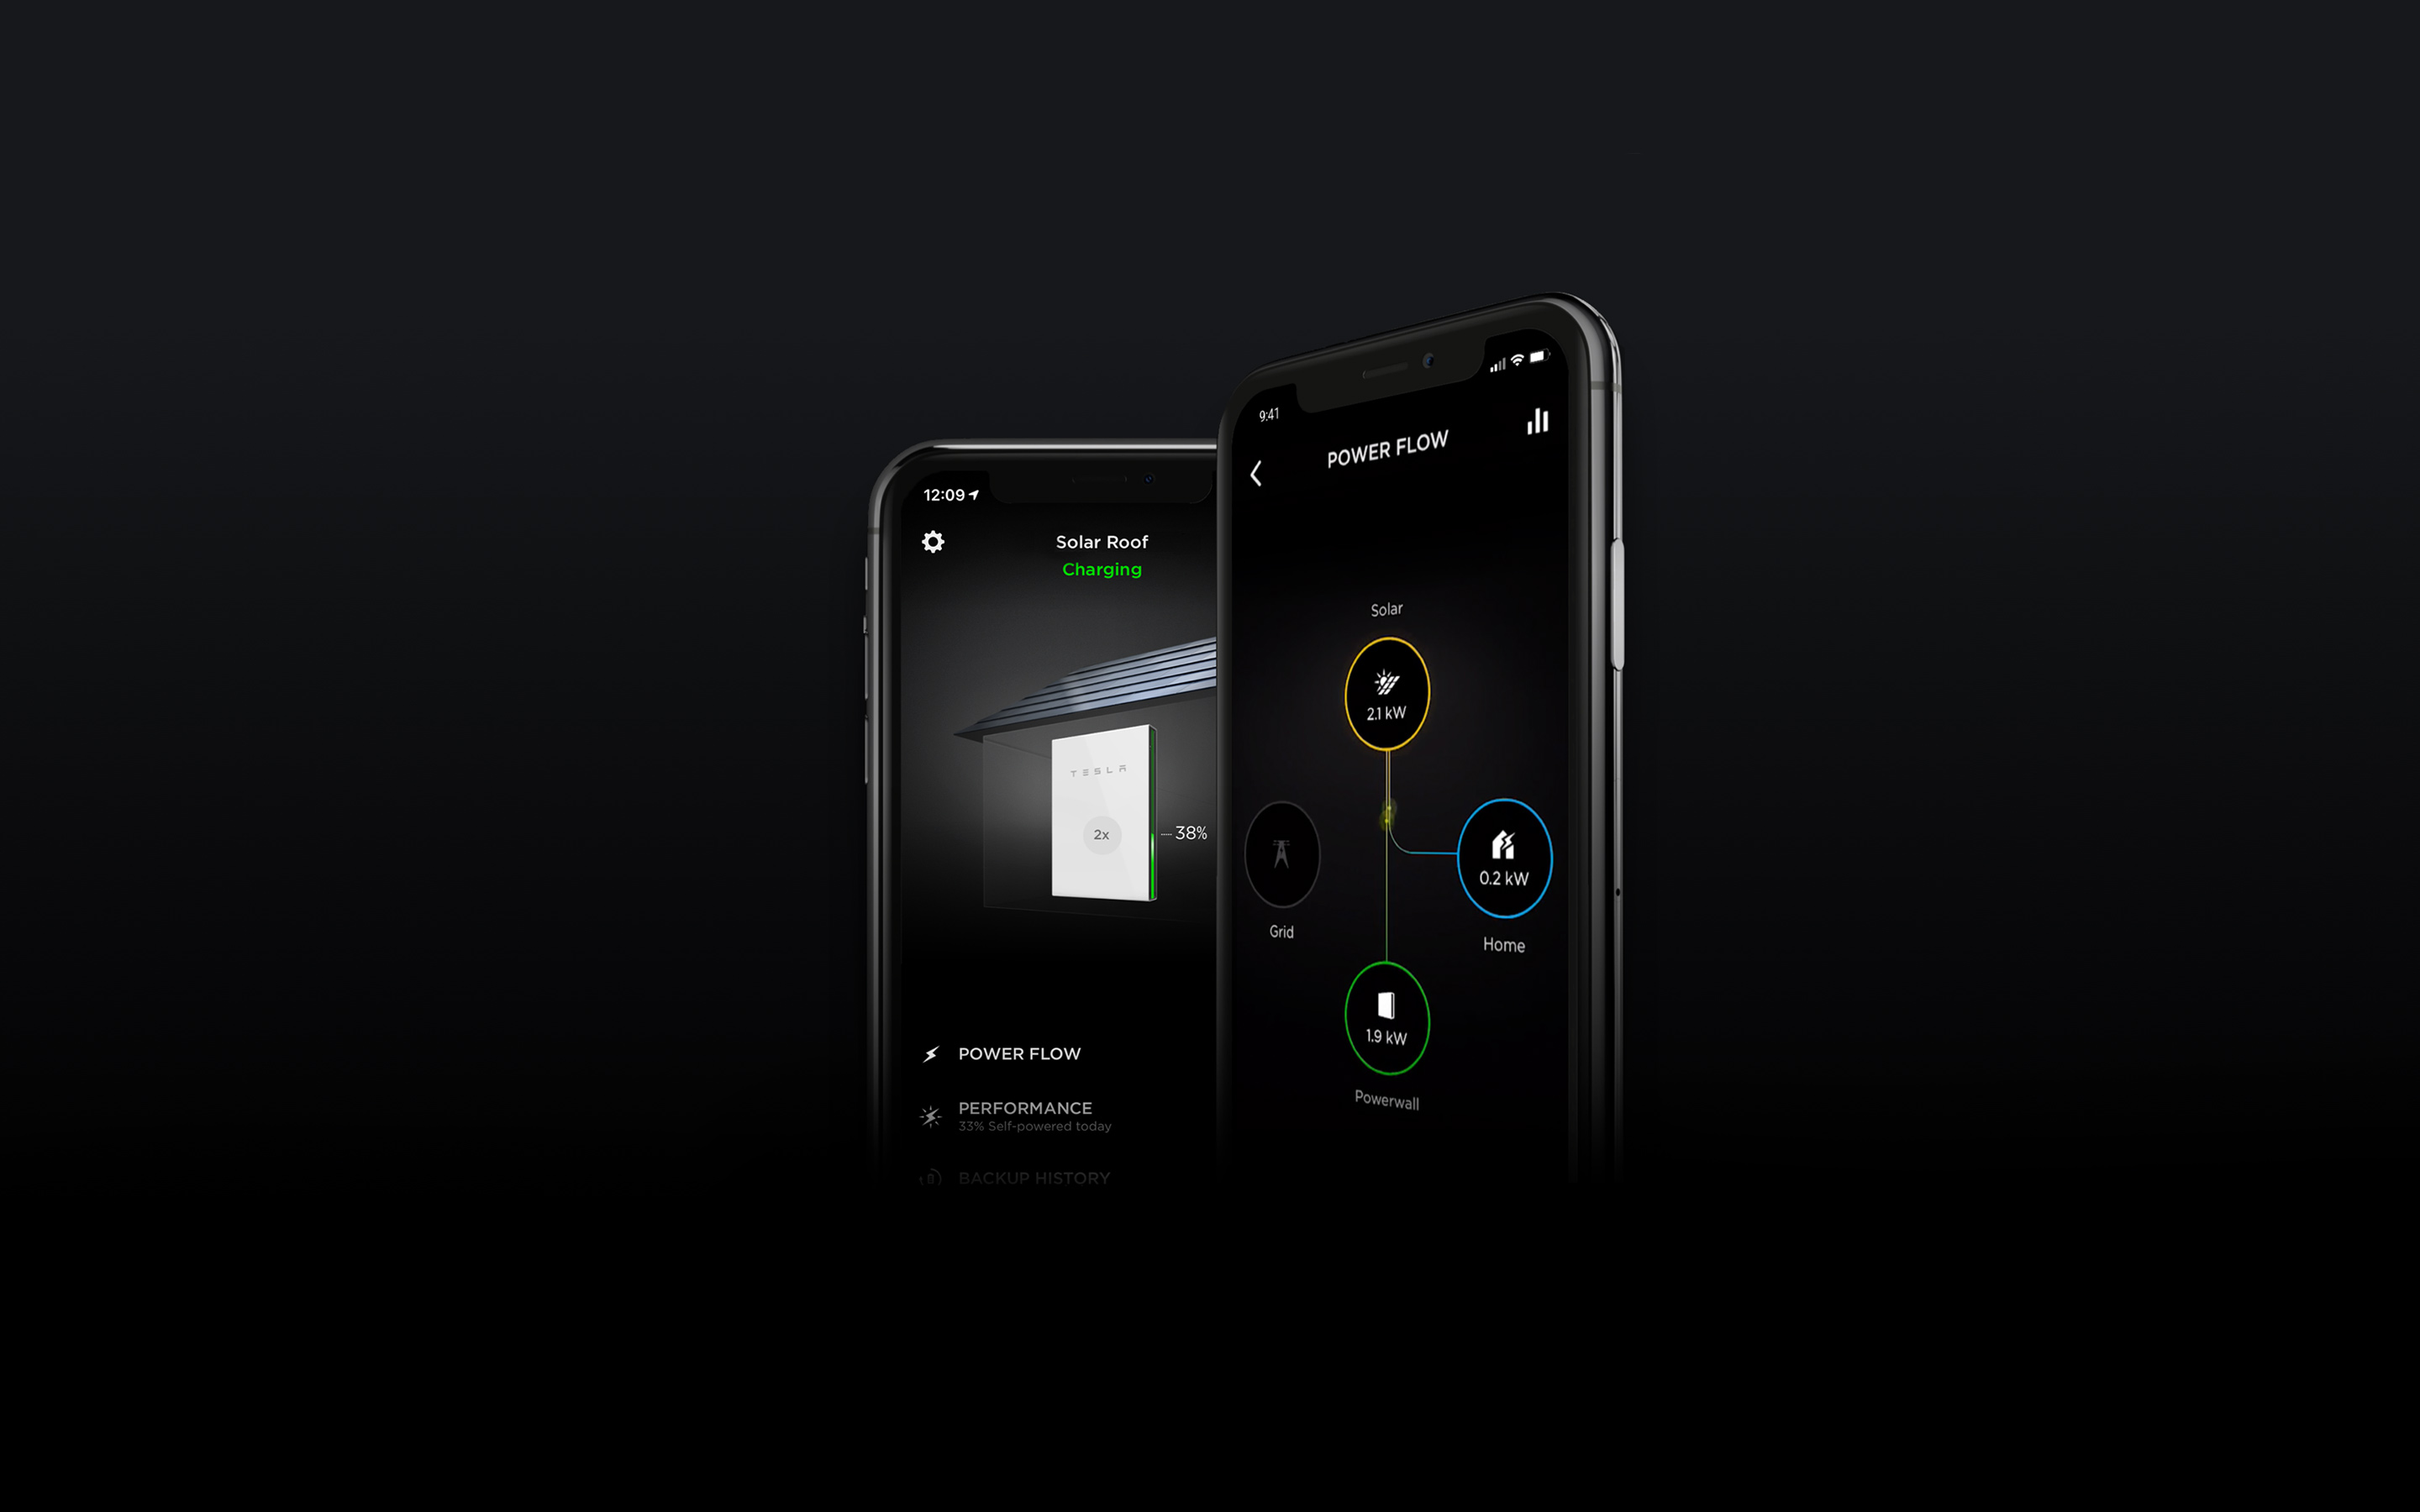 12:09
Solar Roof
Charging
TESLA
2x
38%
POWER FLOW
PERFORMANCE
33% Self-powered today
BACKUP HISTORY
9:41
POWER FLOW
Solar
2.1 kW
0.2 kW
Grid
Home
1.9 kW
Powerwall